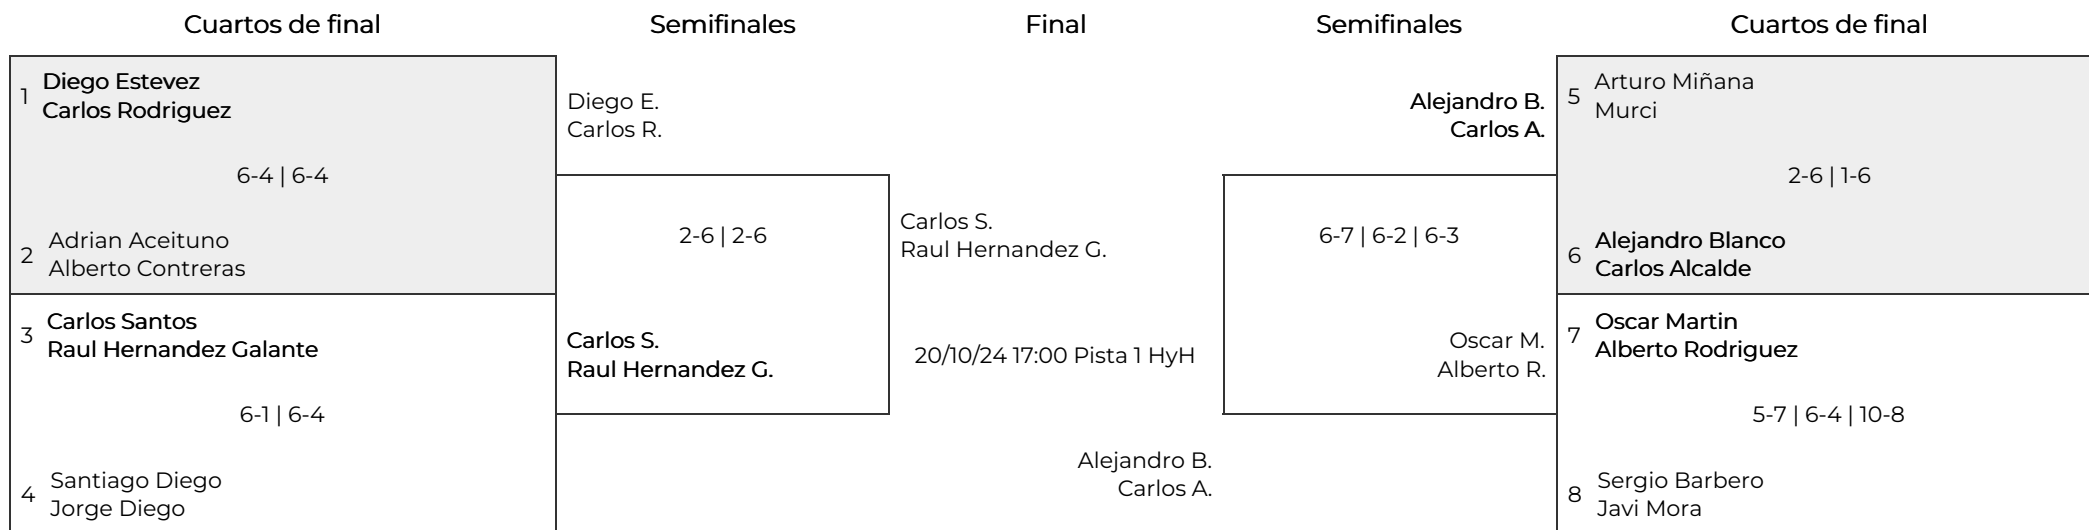 Cuartos de final
Semifinales
Final
Semifinales
Cuartos de final
1
Diego Estevez
Carlos Rodriguez
6-4 | 6-4
2
Adrian Aceituno
Alberto Contreras
3
Carlos Santos
Raul Hernandez Galante
6-1 | 6-4
4
Santiago Diego
Jorge Diego
Diego E.
Carlos R.
2-6 | 2-6
Carlos S.
Raul Hernandez G.
Carlos S.
Raul Hernandez G.
20/10/24 17:00 Pista 1 HyH
Alejandro B.
Carlos A.
Alejandro B.
Carlos A.
6-7 | 6-2 | 6-3
Oscar M.
Alberto R.
5
Arturo Miñana
Murci
2-6 | 1-6
6
Alejandro Blanco
Carlos Alcalde
7
Oscar Martin
Alberto Rodriguez
5-7 | 6-4 | 10-8
8
Sergio Barbero
Javi Mora